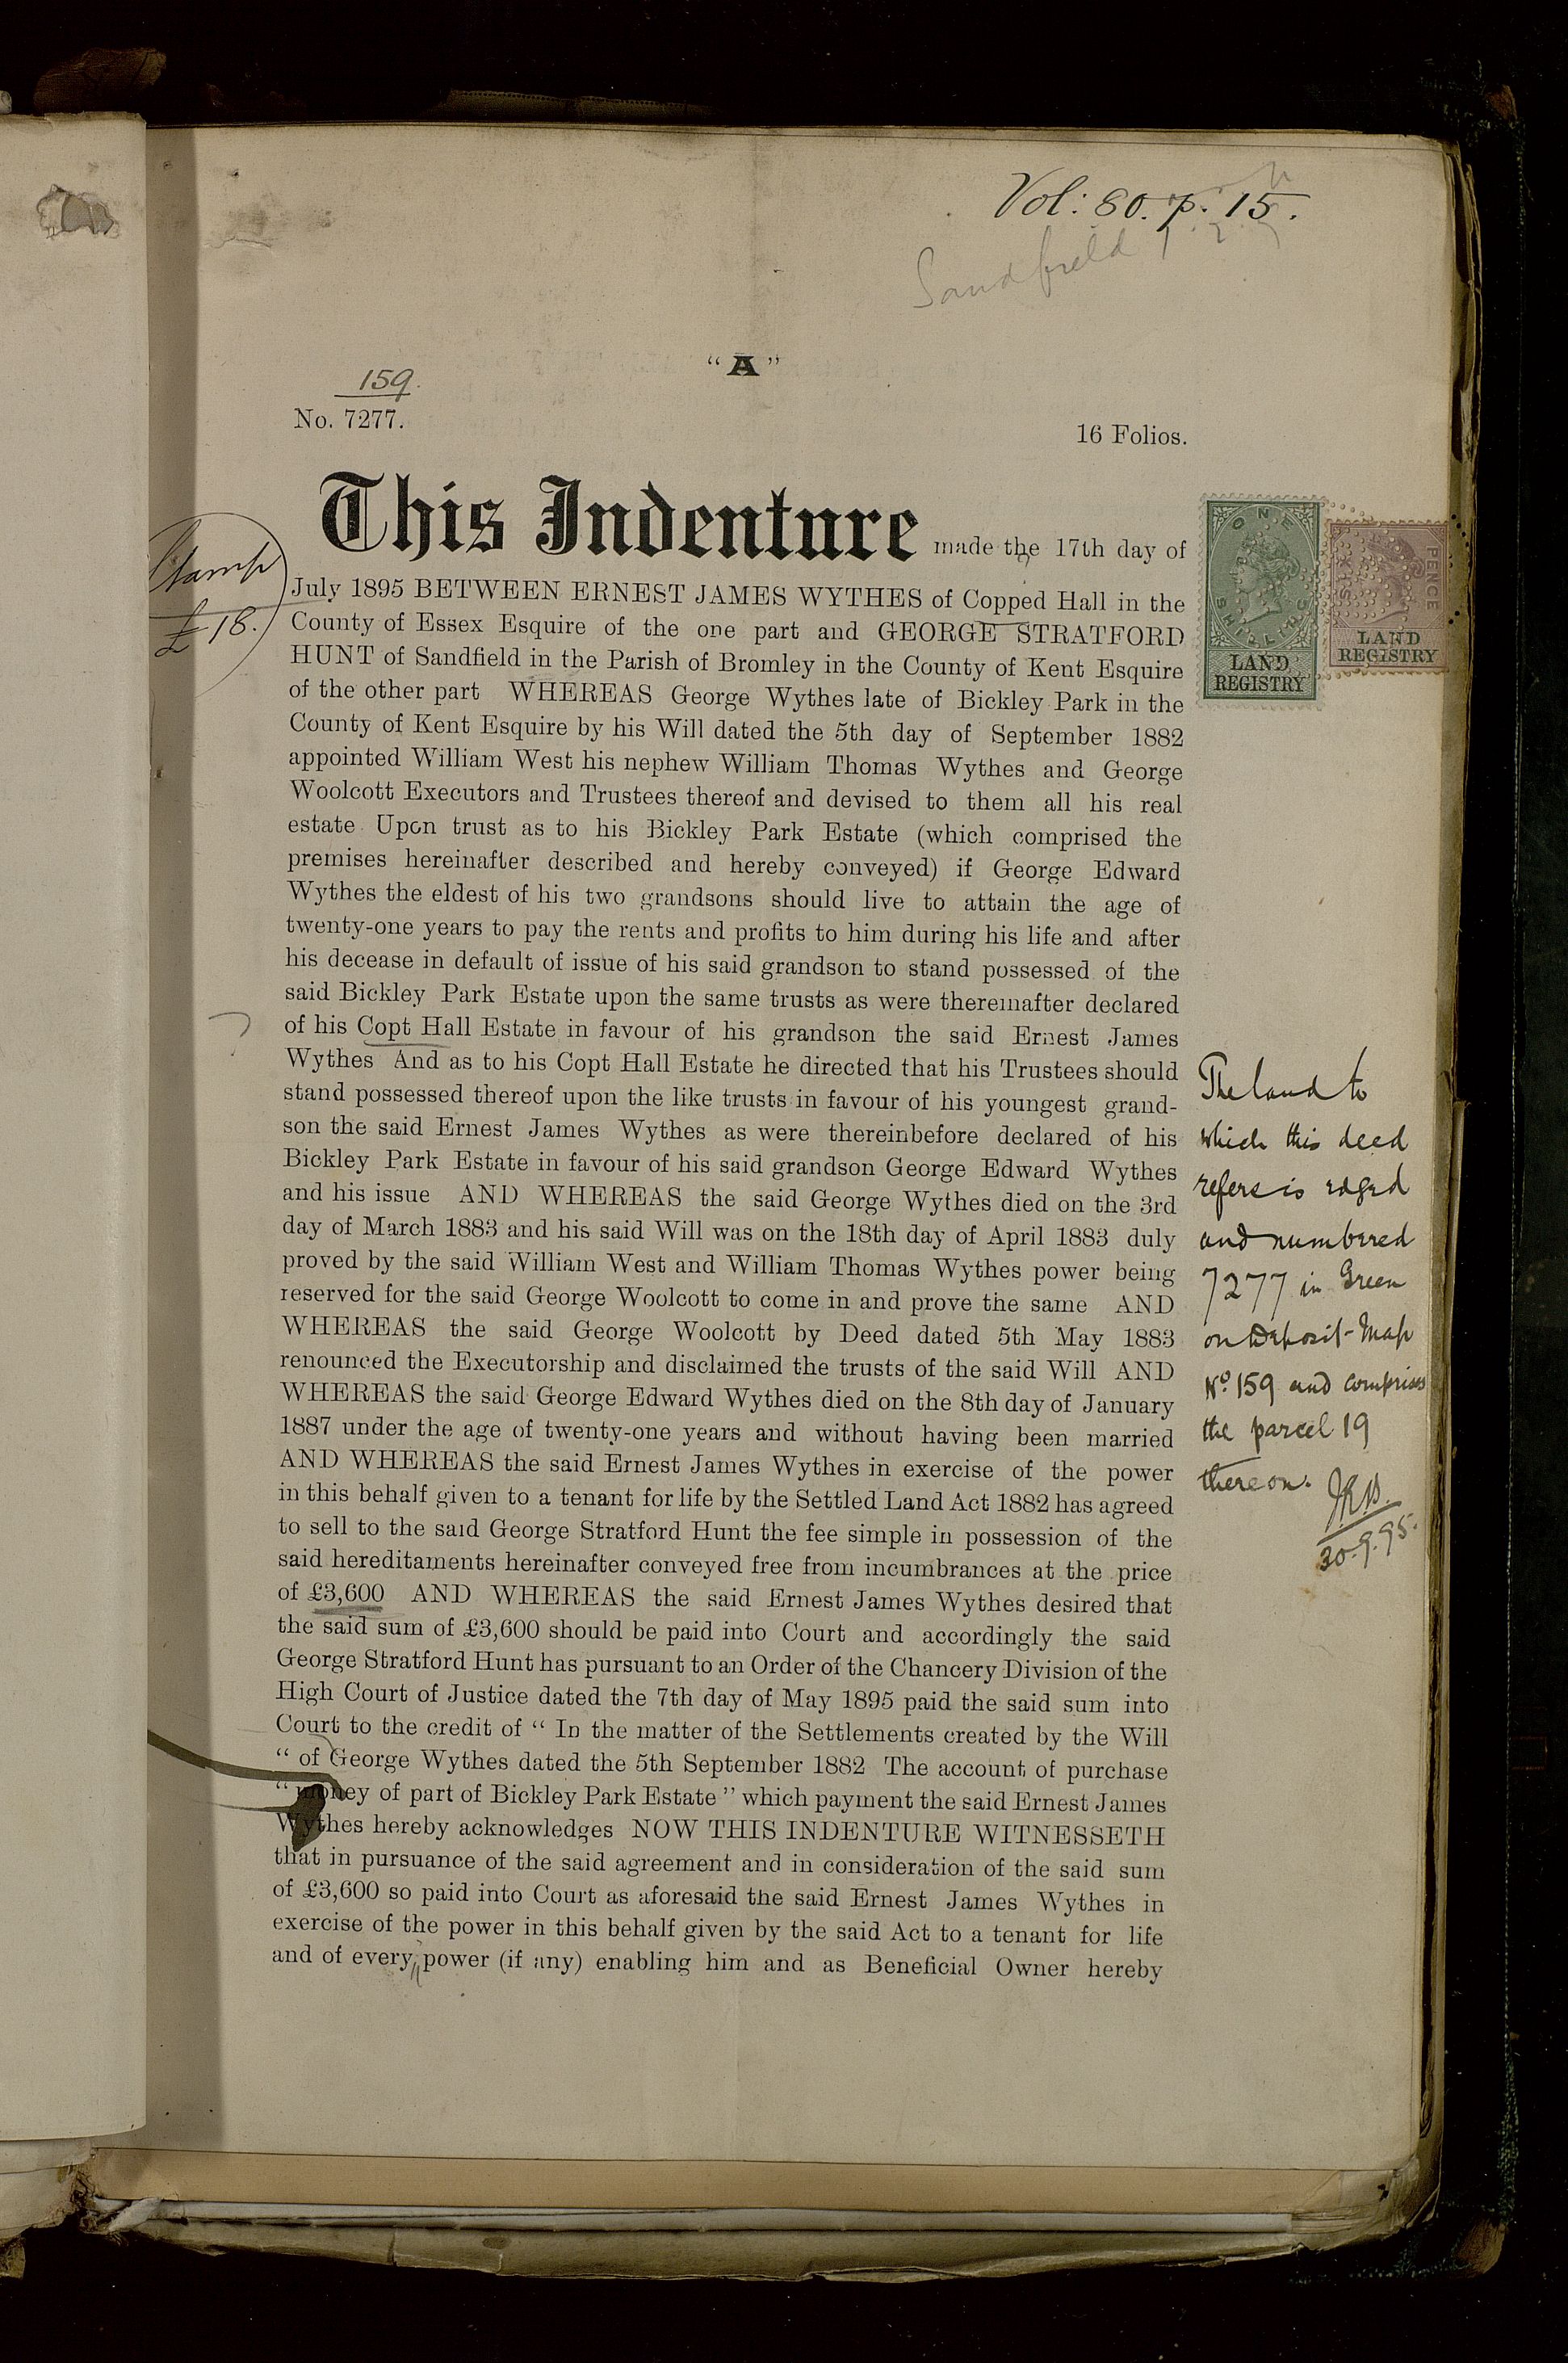 Vol: 80. p. 15.
Sandfield
"A"
159.
No. 7277.
16 Folios.
This Indenture made the 17th day of
July 1895 BETWEEN ERNEST JAMES WYTHES of Copped Hall in the
County of Essex Esquire of the one part and GEORGE STRATFORD
HUNT of Sandfield in the Parish of Bromley in the County of Kent Esquire
of the other part WHEREAS George Wythes late of Bickley Park in the
County of Kent Esquire by his Will dated the 5th day of September 1882
appointed William West his nephew William Thomas Wythes and George
Woolcott Executors and Trustees thereof and devised to them all his real
estate Upon trust as to his Bickley Park Estate (which comprised the
premises hereinafter described and hereby conveyed) if George Edward
Wythes the eldest of his two grandsons should live to attain the age of
twenty-one years to pay the rents and profits to him during his life and after
his decease in default of issue of his said grandson to stand possessed of the
said Bickley Park Estate upon the same trusts as were thereinafter declared
of his Copt Hall Estate in favour of his grandson the said Ernest James
Wythes And as to his Copt Hall Estate he directed that his Trustees should
stand possessed thereof upon the like trusts in favour of his youngest grand-
son the said Ernest James Wythes as were thereinbefore declared of his
Bickley Park Estate in favour of his said grandson George Edward Wythes
and his issue AND WHEREAS the said George Wythes died on the 3rd
day of March 1883 and his said Will was on the 18th day of April 1883 duly
proved by the said William West and William Thomas Wythes power being
reserved for the said George Woolcott to come in and prove the same AND
WHEREAS the said George Woolcott by Deed dated 5th May 1883
renounced the Executorship and disclaimed the trusts of the said Will AND
WHEREAS the said George Edward Wythes died on the 8th day of January
1887 under the age of twenty-one years and without having been married
AND WHEREAS the said Ernest James Wythes in exercise of the power
in this behalf given to a tenant for life by the Settled Land Act 1882 has agreed
to sell to the said George Stratford Hunt the fee simple in possession of the
said hereditaments hereinafter conveyed free from incumbrances at the price
of £3,600 AND WHEREAS the said Ernest James Wythes desired that
the said sum of £3,600 should be paid into Court and accordingly the said
George Stratford Hunt has pursuant to an Order of the Chancery Division of the
High Court of Justice dated the 7th day of May 1895 paid the said sum into
Court to the credit of " In the matter of the Settlements created by the Will
" of George Wythes dated the 5th September 1882 The account of purchase
" money of part of Bickley Park Estate " which payment the said Ernest James
Wythes hereby acknowledges NOW THIS INDENTURE WITNESSETH
that in pursuance of the said agreement and in consideration of the said sum
of £3,600 so paid into Court as aforesaid the said Ernest James Wythes in
exercise of the power in this behalf given by the said Act to a tenant for life
and of every power (if any) enabling him and as Beneficial Owner hereby
Stamp
£18.
?
ONE
SHILLING
LAND
REGISTRY
PENCE
LAND
REGISTRY
The land to
which this deed
refers is edged
and numbered
7277 in Green
on Deposit Map
No. 159 and comprises
the parcel 19
thereon.
30.9.95.